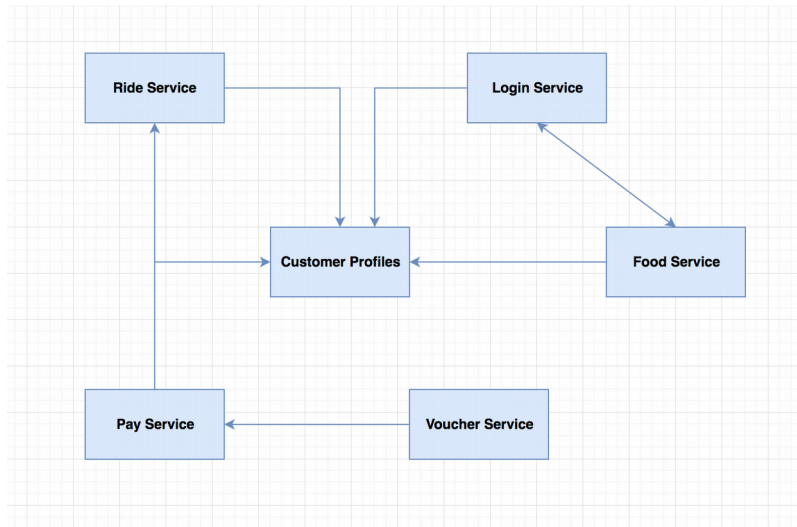 Ride Service
Login Service
Customer Profiles
Food Service
Pay Service
Voucher Service